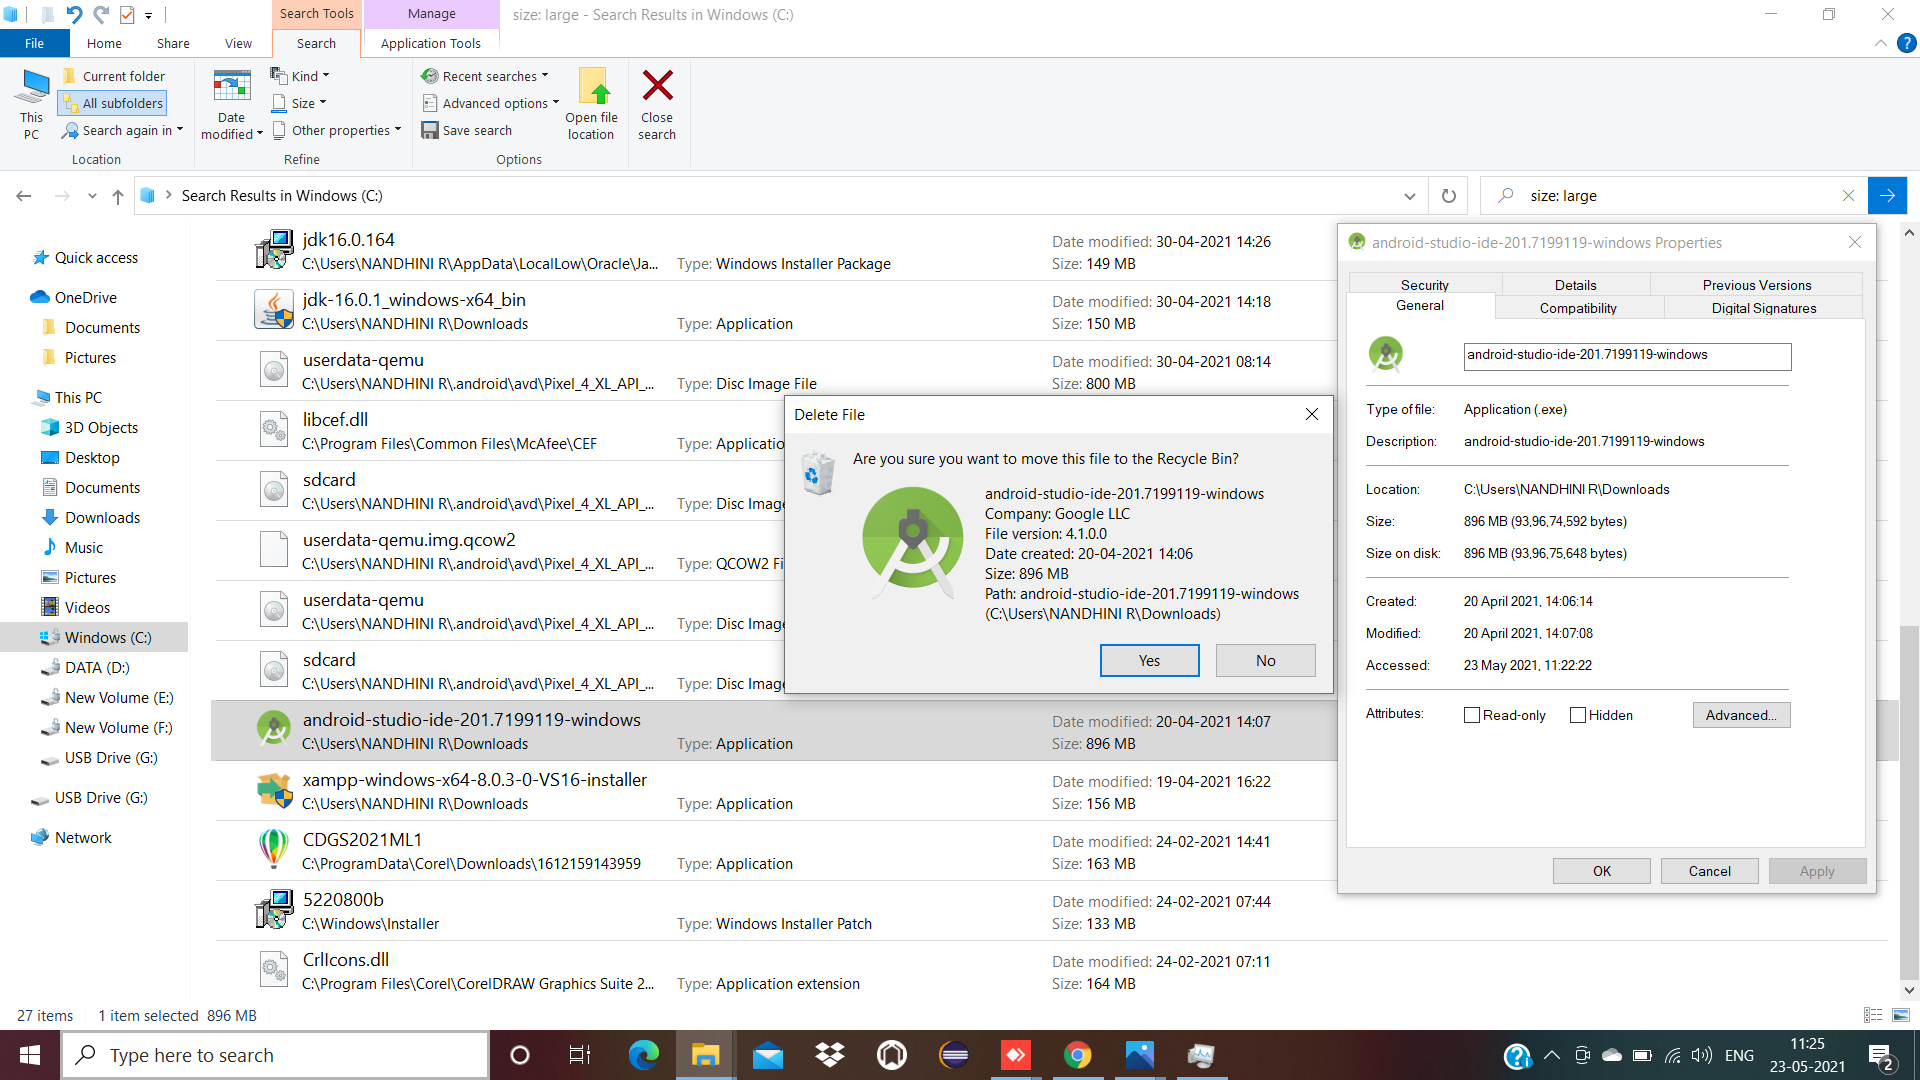 Search Tools
Manage
size: large - Search Results in Windows (C:)
File
Home
Share
View
Search
Application Tools
This
PC
Current folder
All subfolders
Search again in
Location
Date
modified
Kind
Size
Other properties
Refine
Recent searches
Advanced options
Save search
Open file
location
Options
Close
search
Search Results in Windows (C:)
size: large
Quick access
OneDrive
Documents
Pictures
This PC
3D Objects
Desktop
Documents
Downloads
Music
Pictures
Videos
Windows (C:)
DATA (D:)
New Volume (E:)
New Volume (F:)
USB Drive (G:)
USB Drive (G:)
Network
jdk16.0.164
C:\Users\NANDHINI R\AppData\LocalLow\Oracle\Ja...
Type: Windows Installer Package
Date modified: 30-04-2021 14:26
Size: 149 MB
jdk-16.0.1_windows-x64_bin
C:\Users\NANDHINI R\Downloads
Type: Application
Date modified: 30-04-2021 14:18
Size: 150 MB
userdata-qemu
C:\Users\NANDHINI R\.android\avd\Pixel_4_XL_API_...
Type: Disc Image File
Date modified: 30-04-2021 08:14
Size: 800 MB
libcef.dll
C:\Program Files\Common Files\McAfee\CEF
Type: Applicatio
sdcard
C:\Users\NANDHINI R\.android\avd\Pixel_4_XL_API_...
Type: Disc Image
userdata-qemu.img.qcow2
C:\Users\NANDHINI R\.android\avd\Pixel_4_XL_API_...
Type: QCOW2 Fi
userdata-qemu
C:\Users\NANDHINI R\.android\avd\Pixel_4_XL_API_...
Type: Disc Image
sdcard
C:\Users\NANDHINI R\.android\avd\Pixel_4_XL_API_...
Type: Disc Image
android-studio-ide-201.7199119-windows
C:\Users\NANDHINI R\Downloads
Type: Application
Date modified: 20-04-2021 14:07
Size: 896 MB
xampp-windows-x64-8.0.3-0-VS16-installer
C:\Users\NANDHINI R\Downloads
Type: Application
Date modified: 19-04-2021 16:22
Size: 156 MB
CDGS2021ML1
C:\ProgramData\Corel\Downloads\1612159143959
Type: Application
Date modified: 24-02-2021 14:41
Size: 163 MB
5220800b
C:\Windows\Installer
Type: Windows Installer Patch
Date modified: 24-02-2021 07:44
Size: 133 MB
CrlIcons.dll
C:\Program Files\Corel\CorelDRAW Graphics Suite 2...
Type: Application extension
Date modified: 24-02-2021 07:11
Size: 164 MB
Delete File
Are you sure you want to move this file to the Recycle Bin?
android-studio-ide-201.7199119-windows
Company: Google LLC
File version: 4.1.0.0
Date created: 20-04-2021 14:06
Size: 896 MB
Path: android-studio-ide-201.7199119-windows
(C:\Users\NANDHINI R\Downloads)
Yes
No
android-studio-ide-201.7199119-windows Properties
Security
Details
Previous Versions
General
Compatibility
Digital Signatures
android-studio-ide-201.7199119-windows
Type of file: Application (.exe)
Description: android-studio-ide-201.7199119-windows
Location: C:\Users\NANDHINI R\Downloads
Size: 896 MB (93,96,74,592 bytes)
Size on disk: 896 MB (93,96,75,648 bytes)
Created: 20 April 2021, 14:06:14
Modified: 20 April 2021, 14:07:08
Accessed: 23 May 2021, 11:22:22
Attributes:
Read-only
Hidden
Advanced...
OK
Cancel
Apply
27 items
1 item selected 896 MB
Type here to search
ENG
11:25
23-05-2021
2